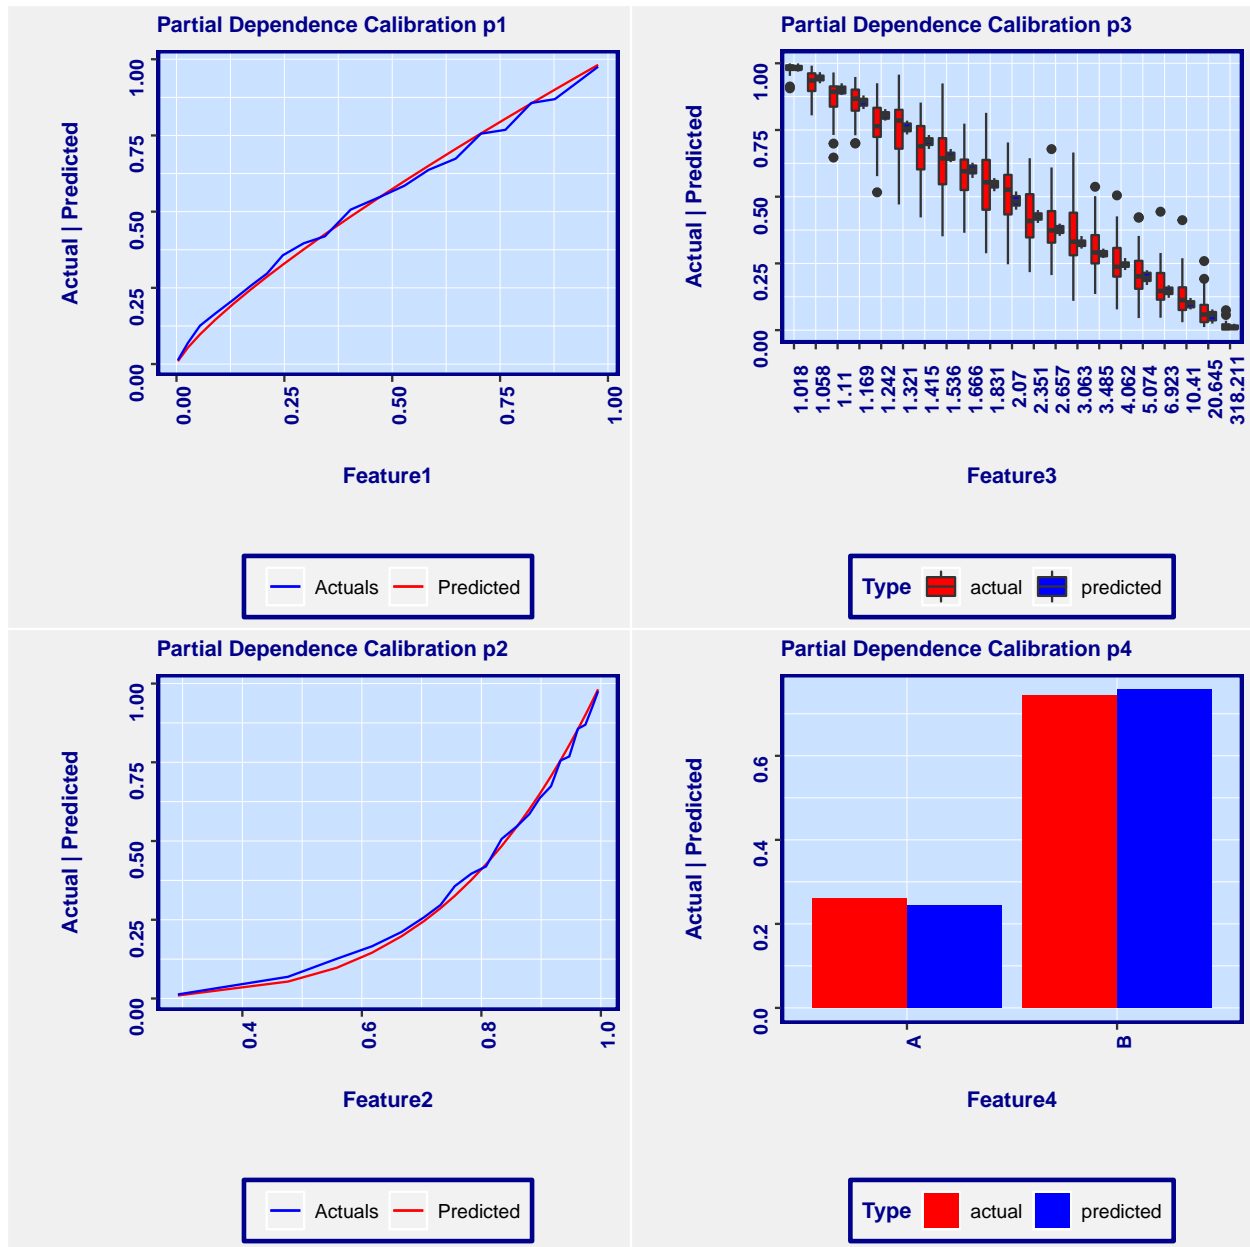 Partial Dependence Calibration p1
Actual | Predicted
1.00
0.75
0.50
0.25
0.00
0.00
0.25
0.50
0.75
1.00
Feature1
Actuals
Predicted
Partial Dependence Calibration p3
Actual | Predicted
1.00
0.75
0.50
0.25
0.00
1.018
1.058
1.11
1.169
1.242
1.321
1.415
1.536
1.666
1.831
2.07
2.351
2.657
3.063
3.485
4.062
5.074
6.923
10.41
20.645
318.211
Feature3
Type
actual
predicted
Partial Dependence Calibration p2
Actual | Predicted
1.00
0.75
0.50
0.25
0.00
0.4
0.6
0.8
1.0
Feature2
Actuals
Predicted
Partial Dependence Calibration p4
Actual | Predicted
0.6
0.4
0.2
0.0
A
B
Feature4
Type
actual
predicted